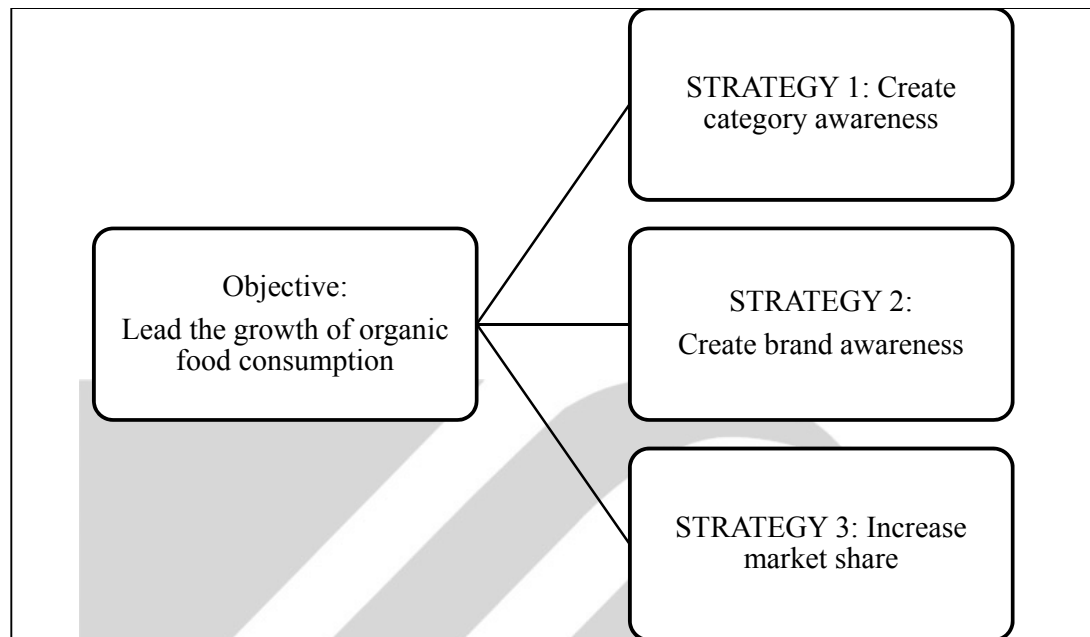 STRATEGY 1: Create
category awareness
Objective:
Lead the growth of organic
food consumption
STRATEGY 2:
Create brand awareness
STRATEGY 3: Increase
market share